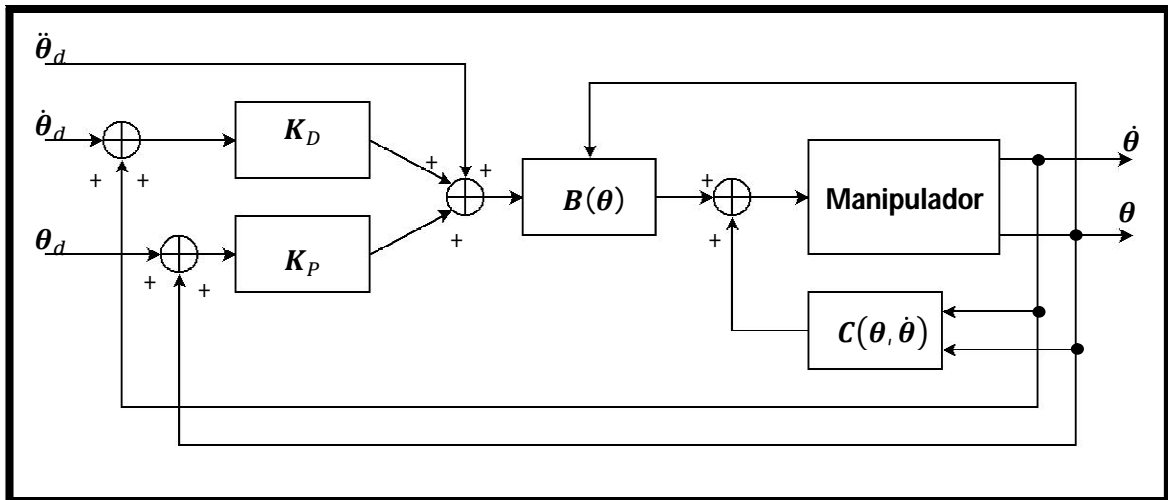 θ̈_d
θ̇_d
K_D
θ̇
+ +
+
+
+
B(θ)
+
+
Manipulador
θ_d
K_P
θ
+ +
C(θ, θ̇)